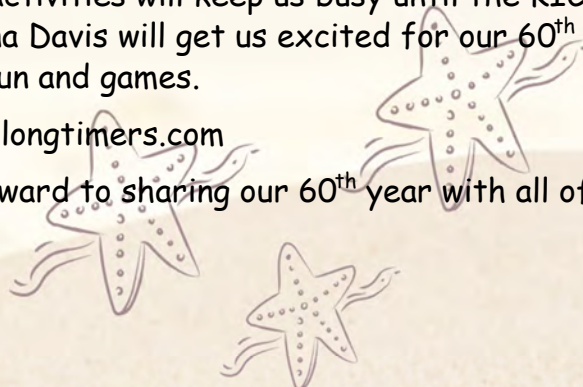 activities will keep us busy until the
na Davis will get us excited for our 60th
un and games.
longtimers.com
ward to sharing our 60th year with all of